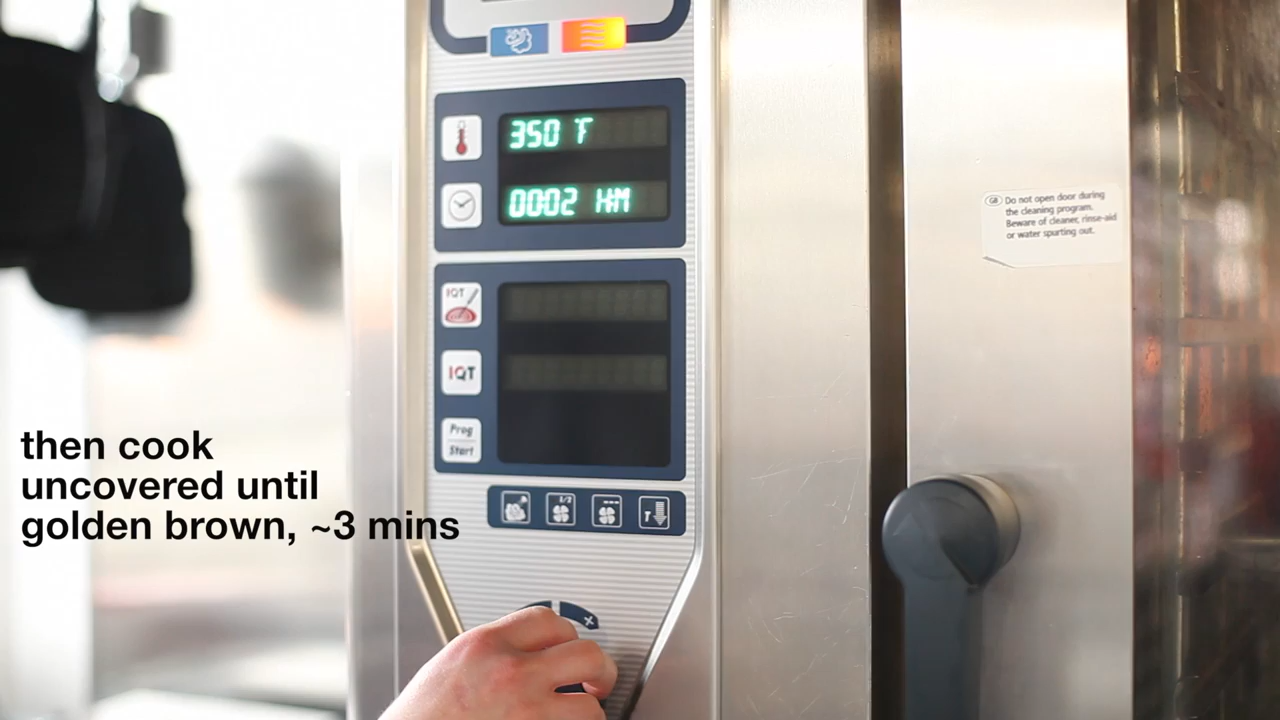 350 F
0002 HM
IQT
IQT
Prog
Start
1/2
T
+
GB Do not open door during
the cleaning program.
Beware of cleaner, rinse-aid
or water spurting out.
then cook
uncovered until
golden brown, ~3 mins